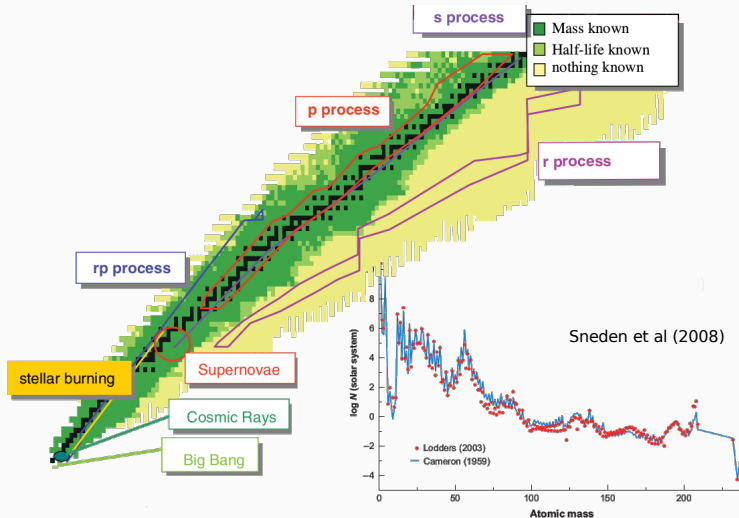 s process
Mass known
Half-life known
nothing known
p process
r process
rp process
stellar burning
Supernovae
Cosmic Rays
Big Bang
Sneden et al (2008)
log N (solar system)
8
6
4
2
0
−2
−4
Lodders (2003)
Cameron (1959)
0
50
100
150
200
Atomic mass